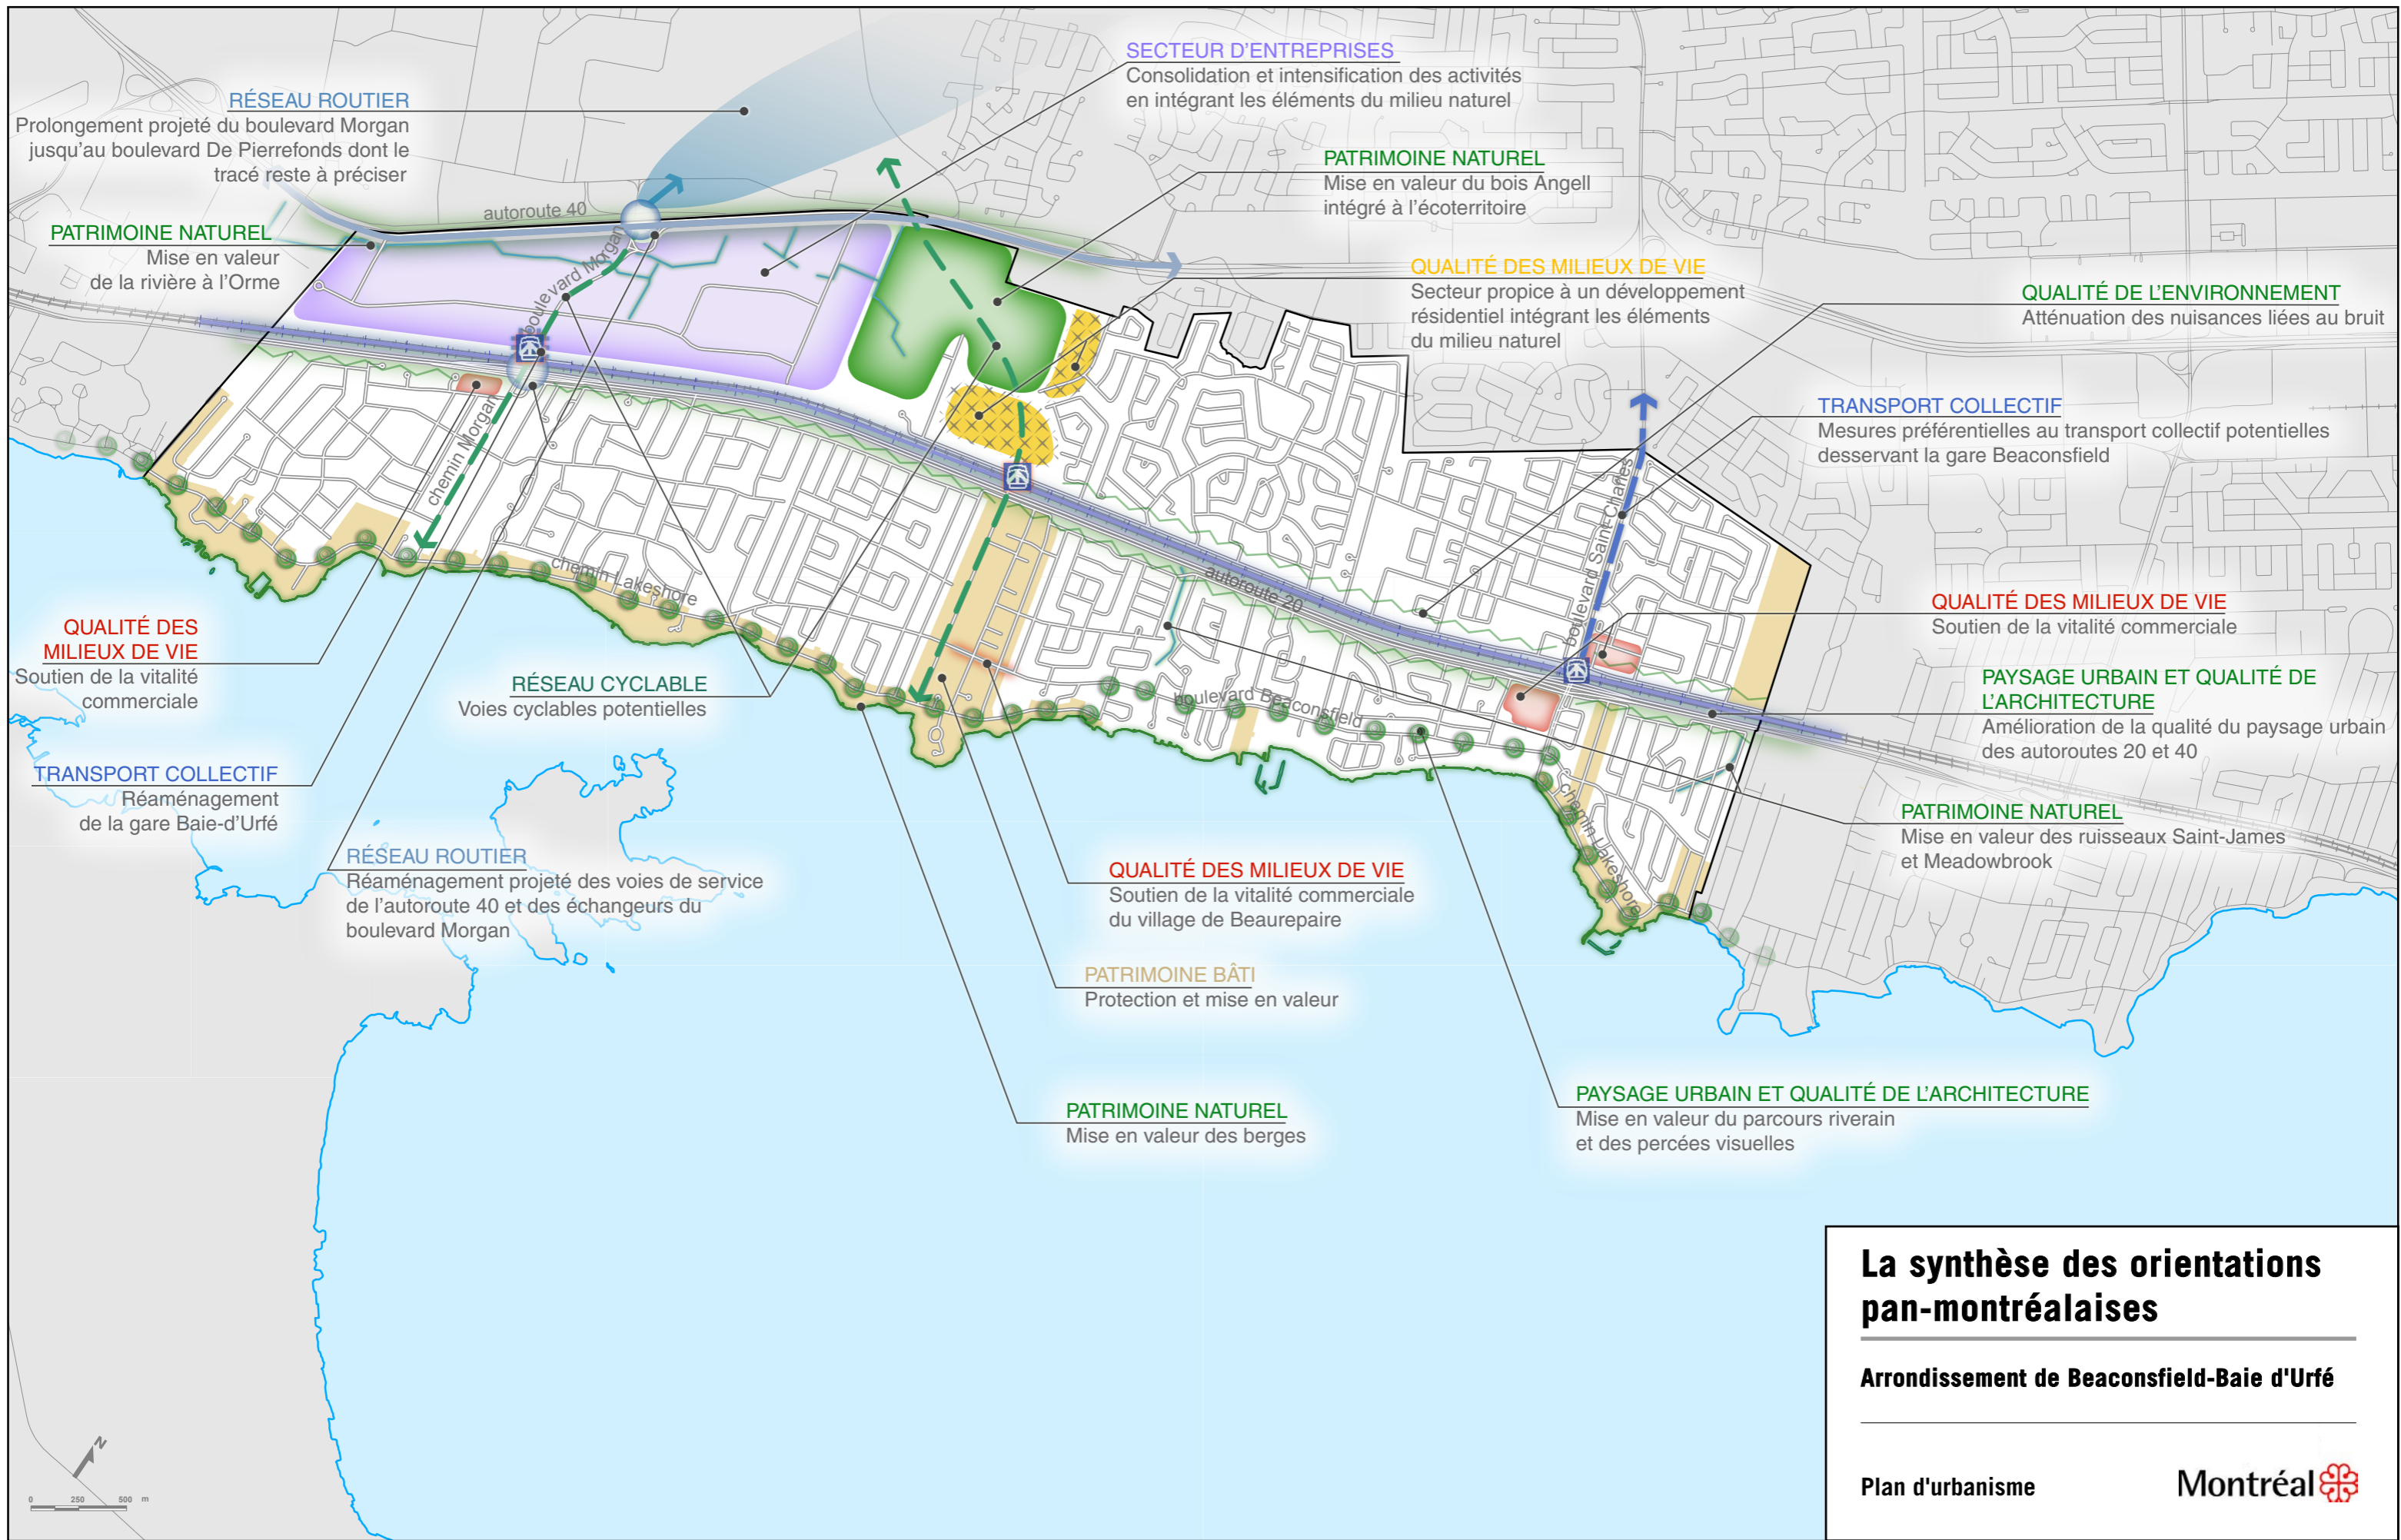 SECTEUR D'ENTREPRISES
Consolidation et intensification des activités
en intégrant les éléments du milieu naturel
RÉSEAU ROUTIER
Prolongement projeté du boulevard Morgan
jusqu'au boulevard De Pierrefonds dont le
tracé reste à préciser
PATRIMOINE NATUREL
Mise en valeur du bois Angell
intégré à l'écoterritoire
autoroute 40
PATRIMOINE NATUREL
Mise en valeur
de la rivière à l'Orme
boulevard Morgan
QUALITÉ DES MILIEUX DE VIE
Secteur propice à un développement
résidentiel intégrant les éléments
du milieu naturel
QUALITÉ DE L'ENVIRONNEMENT
Atténuation des nuisances liées au bruit
TRANSPORT COLLECTIF
Mesures préférentielles au transport collectif potentielles
desservant la gare Beaconsfield
chemin Morgan
boulevard Saint-Charles
chemin Lakeshore
autoroute 20
QUALITÉ DES
MILIEUX DE VIE
Soutien de la vitalité
commerciale
RÉSEAU CYCLABLE
Voies cyclables potentielles
boulevard Beaconsfield
QUALITÉ DES MILIEUX DE VIE
Soutien de la vitalité commerciale
PAYSAGE URBAIN ET QUALITÉ DE
L'ARCHITECTURE
Amélioration de la qualité du paysage urbain
des autoroutes 20 et 40
TRANSPORT COLLECTIF
Réaménagement
de la gare Baie-d'Urfé
chemin Lakeshore
PATRIMOINE NATUREL
Mise en valeur des ruisseaux Saint-James
et Meadowbrook
RÉSEAU ROUTIER
Réaménagement projeté des voies de service
de l'autoroute 40 et des échangeurs du
boulevard Morgan
QUALITÉ DES MILIEUX DE VIE
Soutien de la vitalité commerciale
du village de Beaurepaire
PATRIMOINE BÂTI
Protection et mise en valeur
PATRIMOINE NATUREL
Mise en valeur des berges
PAYSAGE URBAIN ET QUALITÉ DE L'ARCHITECTURE
Mise en valeur du parcours riverain
et des percées visuelles
La synthèse des orientations
pan-montréalaises
Arrondissement de Beaconsfield-Baie d'Urfé
Plan d'urbanisme
Montréal
N
0 250 500 m